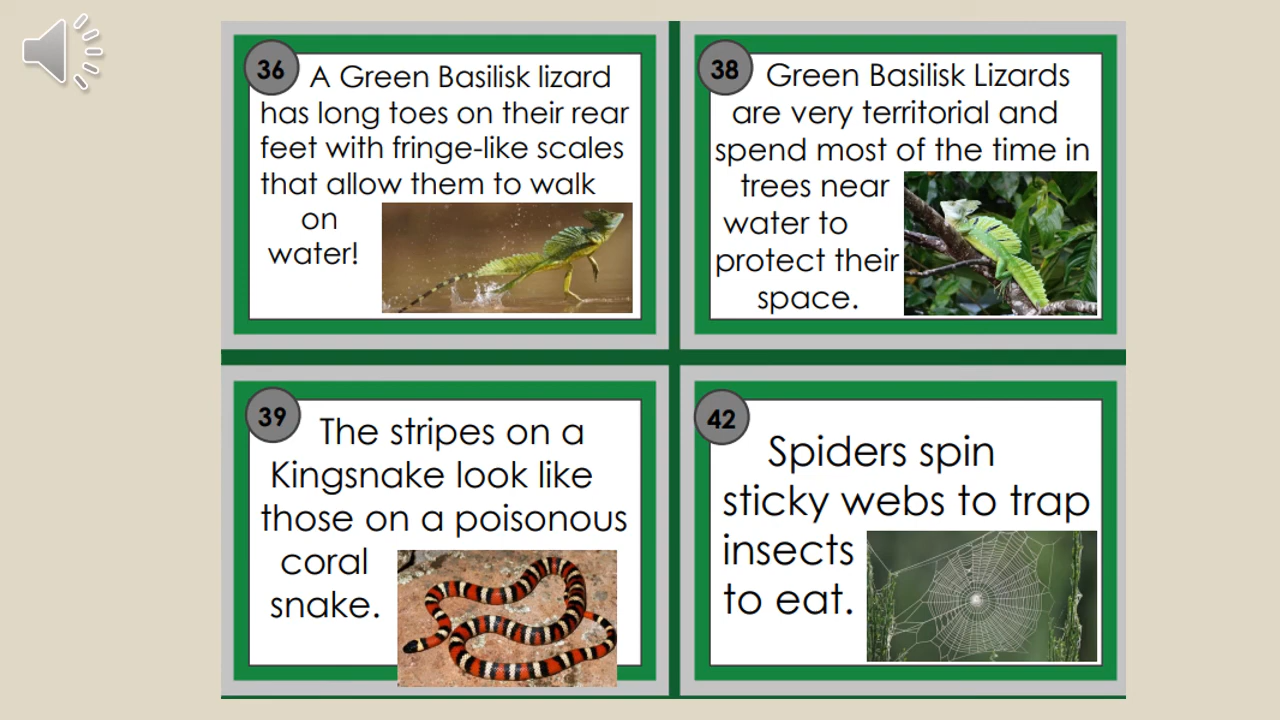 36
A Green Basilisk lizard
has long toes on their rear
feet with fringe-like scales
that allow them to walk
on
water!
38
Green Basilisk Lizards
are very territorial and
spend most of the time in
trees near
water to
protect their
space.
39
The stripes on a
Kingsnake look like
those on a poisonous
coral
snake.
42
Spiders spin
sticky webs to trap
insects
to eat.